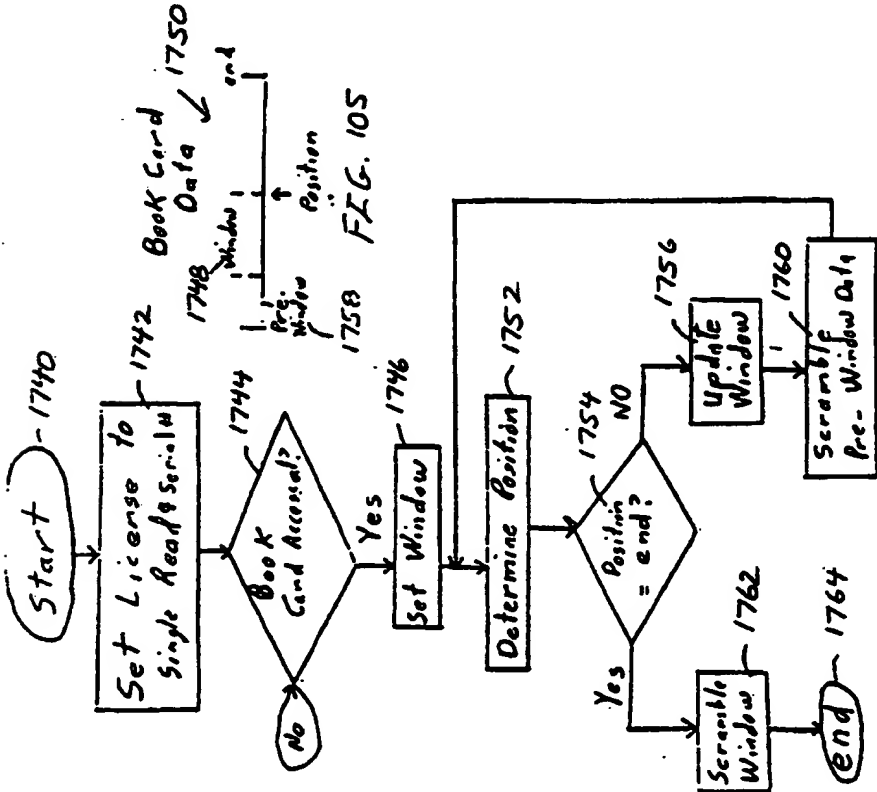 Start
1740
Set License to
Single Read & Serial #
1742
Book
Card Accessed?
1744
No
Yes
Set Window
1746
Determine Position
1752
Position
= end?
1754
NO
Update
Window
1756
Scramble
Pre-Window Data
1760
Yes
Scramble
Window
1762
end
1764
Book Card
Data
1750
1748
Window
end
Pre-
Window
1758
Position
FIG. 105